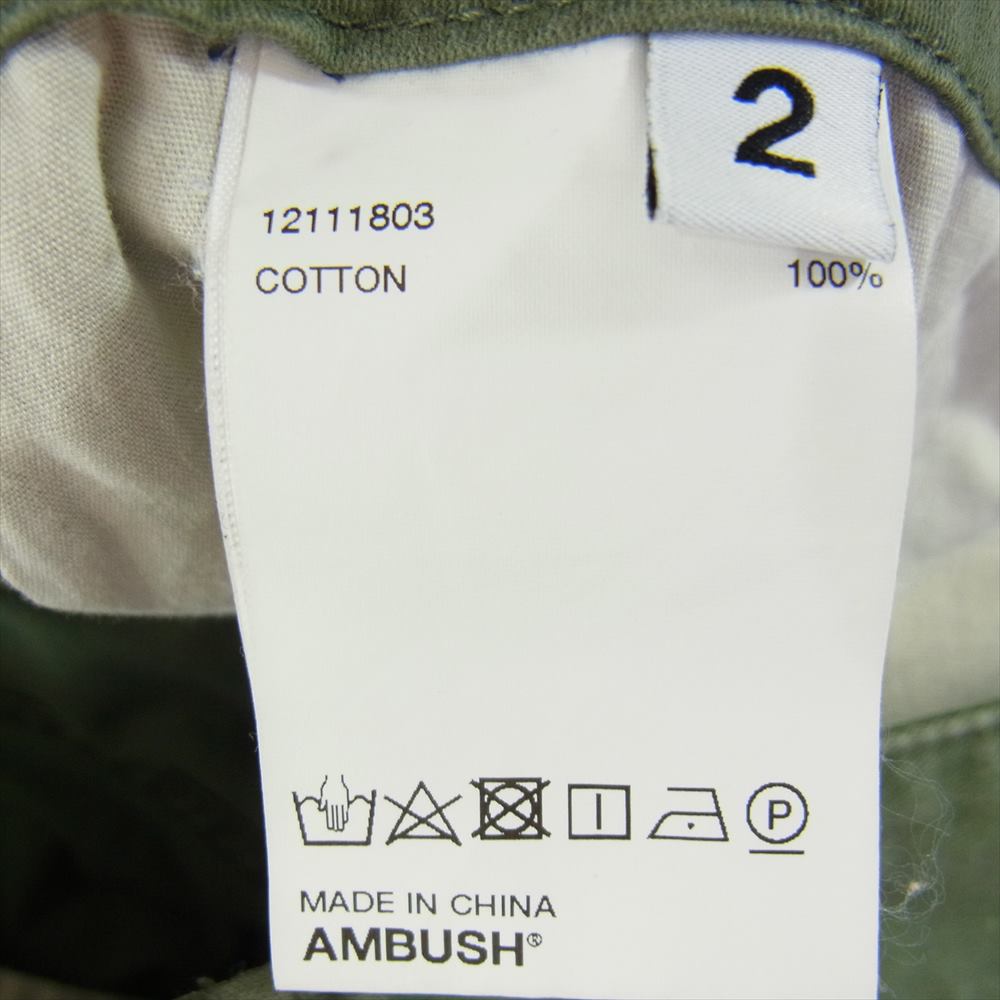 2
12111803
COTTON 100%
P
MADE IN CHINA
AMBUSH®